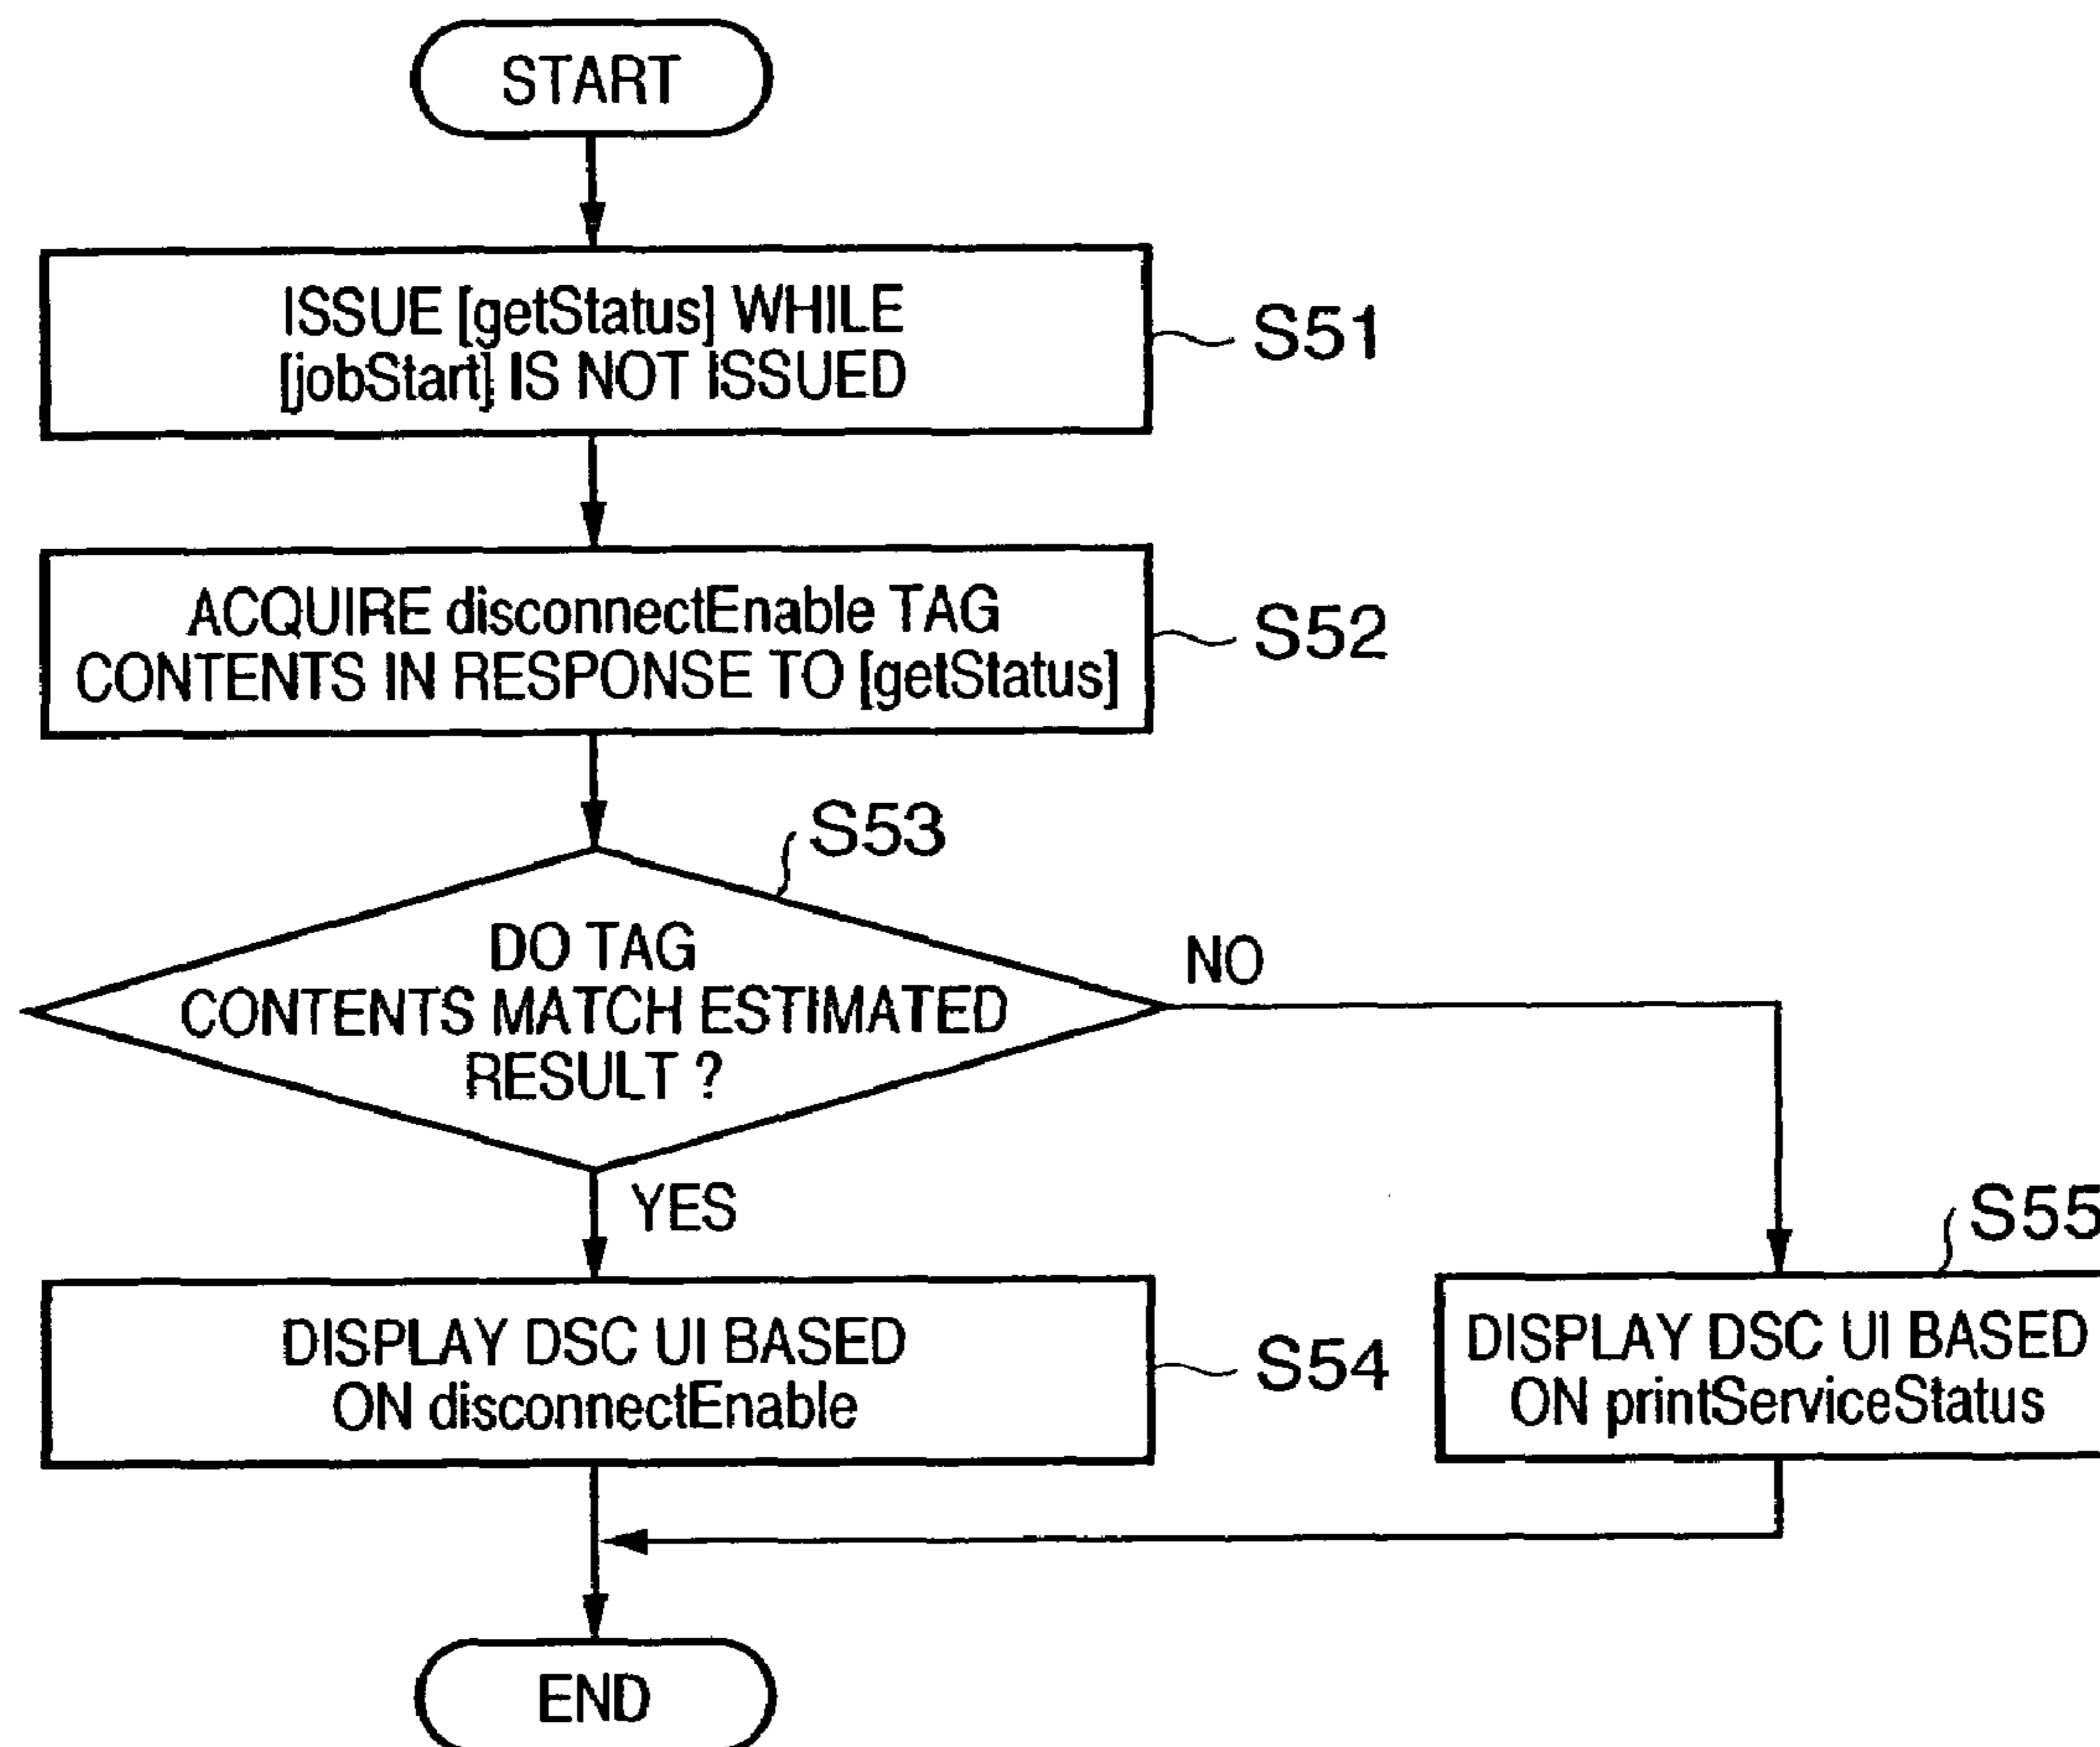 START
ISSUE [getStatus] WHILE
[jobStart] IS NOT ISSUED
S51
ACQUIRE disconnectEnable TAG
CONTENTS IN RESPONSE TO [getStatus]
S52
S53
DO TAG
CONTENTS MATCH ESTIMATED
RESULT ?
NO
YES
DISPLAY DSC UI BASED
ON disconnectEnable
S54
S55
DISPLAY DSC UI BASED
ON printServiceStatus
END